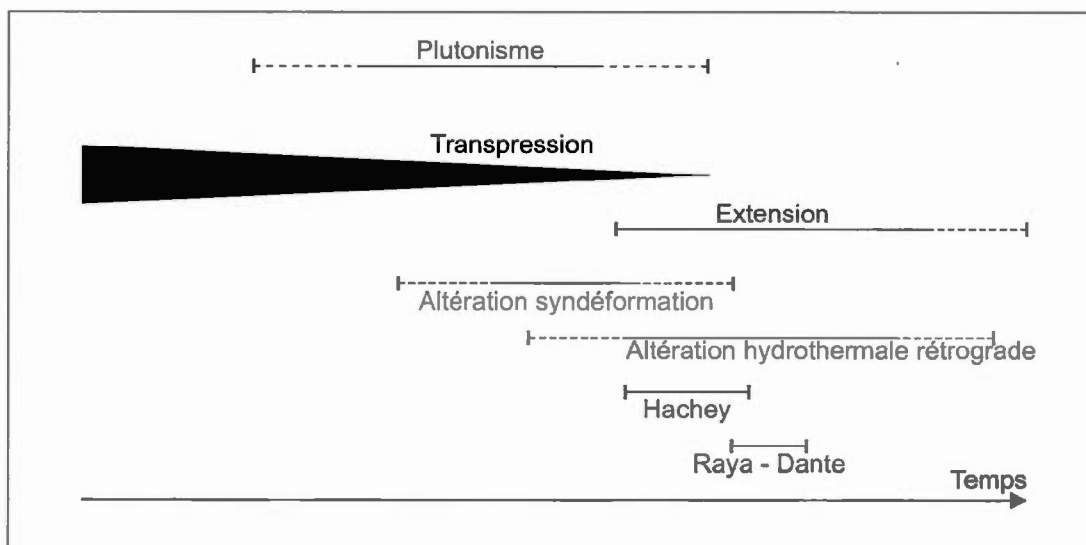 Plutonisme
Transpression
Extension
Altération syndéformation
Altération hydrothermale rétrograde
Hachey
Raya - Dante
Temps